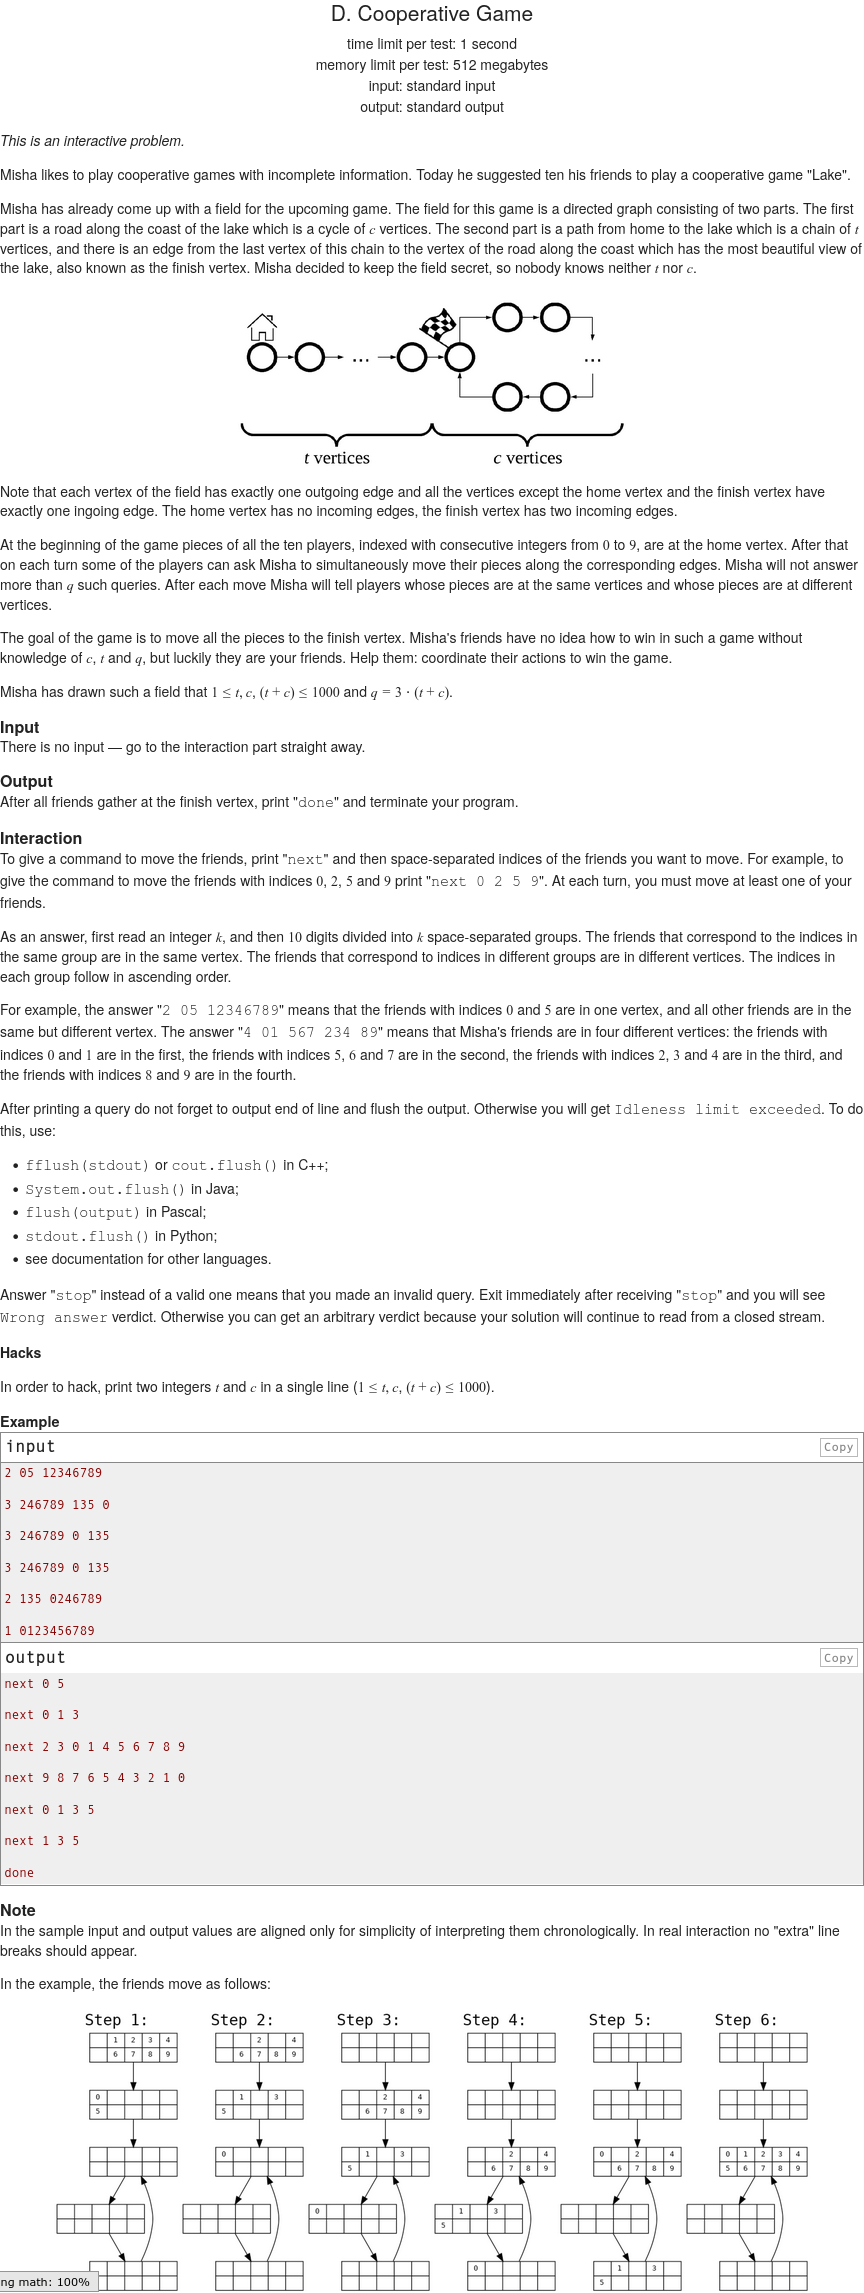 D. Cooperative Game
time limit per test: 1 second
memory limit per test: 512 megabytes
input: standard input
output: standard output
This is an interactive problem.
Misha likes to play cooperative games with incomplete information. Today he suggested ten his friends to play a cooperative game "Lake".
Misha has already come up with a field for the upcoming game. The field for this game is a directed graph consisting of two parts. The first
part is a road along the coast of the lake which is a cycle of c vertices. The second part is a path from home to the lake which is a chain of t
vertices, and there is an edge from the last vertex of this chain to the vertex of the road along the coast which has the most beautiful view of
the lake, also known as the finish vertex. Misha decided to keep the field secret, so nobody knows neither t nor c.
...
...
t vertices
c vertices
Note that each vertex of the field has exactly one outgoing edge and all the vertices except the home vertex and the finish vertex have
exactly one ingoing edge. The home vertex has no incoming edges, the finish vertex has two incoming edges.
At the beginning of the game pieces of all the ten players, indexed with consecutive integers from 0 to 9, are at the home vertex. After that
on each turn some of the players can ask Misha to simultaneously move their pieces along the corresponding edges. Misha will not answer
more than q such queries. After each move Misha will tell players whose pieces are at the same vertices and whose pieces are at different
vertices.
The goal of the game is to move all the pieces to the finish vertex. Misha's friends have no idea how to win in such a game without
knowledge of c, t and q, but luckily they are your friends. Help them: coordinate their actions to win the game.
Misha has drawn such a field that 1 ≤ t, c, (t + c) ≤ 1000 and q = 3 · (t + c).
Input
There is no input — go to the interaction part straight away.
Output
After all friends gather at the finish vertex, print "done" and terminate your program.
Interaction
To give a command to move the friends, print "next" and then space-separated indices of the friends you want to move. For example, to
give the command to move the friends with indices 0, 2, 5 and 9 print "next 0 2 5 9". At each turn, you must move at least one of your
friends.
As an answer, first read an integer k, and then 10 digits divided into k space-separated groups. The friends that correspond to the indices in
the same group are in the same vertex. The friends that correspond to indices in different groups are in different vertices. The indices in
each group follow in ascending order.
For example, the answer "2 05 12346789" means that the friends with indices 0 and 5 are in one vertex, and all other friends are in the
same but different vertex. The answer "4 01 567 234 89" means that Misha's friends are in four different vertices: the friends with
indices 0 and 1 are in the first, the friends with indices 5, 6 and 7 are in the second, the friends with indices 2, 3 and 4 are in the third, and
the friends with indices 8 and 9 are in the fourth.
After printing a query do not forget to output end of line and flush the output. Otherwise you will get Idleness limit exceeded. To do
this, use:
• fflush(stdout) or cout.flush() in C++;
• System.out.flush() in Java;
• flush(output) in Pascal;
• stdout.flush() in Python;
• see documentation for other languages.
Answer "stop" instead of a valid one means that you made an invalid query. Exit immediately after receiving "stop" and you will see
Wrong answer verdict. Otherwise you can get an arbitrary verdict because your solution will continue to read from a closed stream.
Hacks
In order to hack, print two integers t and c in a single line (1 ≤ t, c, (t + c) ≤ 1000).
Example
input
Copy
2 05 12346789
3 246789 135 0
3 246789 0 135
3 246789 0 135
2 135 0246789
1 0123456789
output
Copy
next 0 5
next 0 1 3
next 2 3 0 1 4 5 6 7 8 9
next 9 8 7 6 5 4 3 2 1 0
next 0 1 3 5
next 1 3 5
done
Note
In the sample input and output values are aligned only for simplicity of interpreting them chronologically. In real interaction no "extra" line
breaks should appear.
In the example, the friends move as follows:
Step 1: Step 2: Step 3: Step 4: Step 5: Step 6:
1 2 3 4 2 4
6 7 8 9 6 7 8 9
0 1 3 2 4
5 5 6 7 8 9
0 1 3 2 4 0 2 4 0 1 2 3 4
5 6 7 8 9 6 7 8 9 5 6 7 8 9
0 1 3
5
0 1 3
5
ng math: 100%